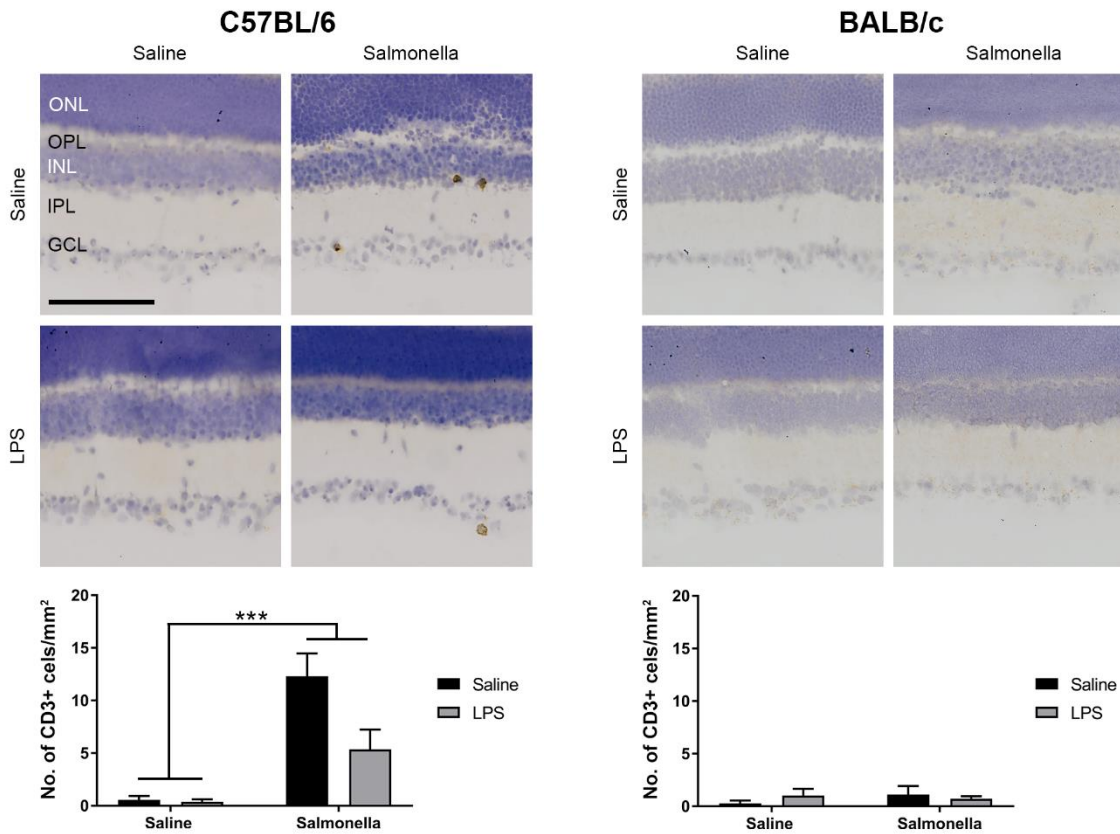 C57BL/6
BALB/c
Saline
Salmonella
Saline
Salmonella
Saline
ONL
OPL
INL
IPL
GCL
Saline
LPS
LPS
No. of CD3+ cels/mm²
20
15
10
5
0
***
Saline
Salmonella
Saline
LPS
No. of CD3+ cels/mm²
20
15
10
5
0
Saline
Salmonella
Saline
LPS